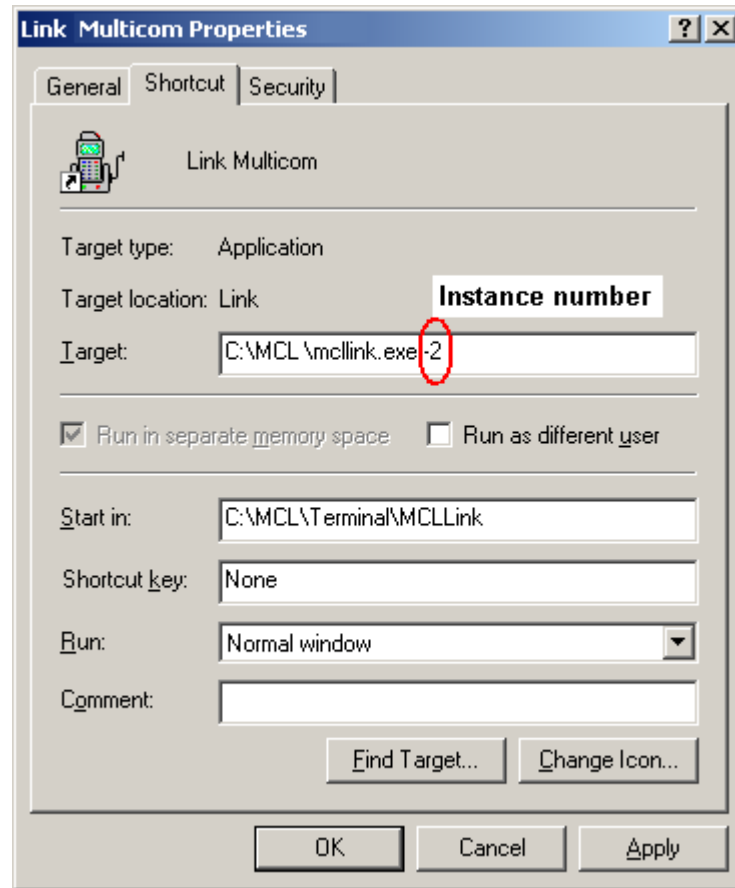 Link Multicom Properties
General Shortcut Security
Link Multicom
Target type: Application
Target location: Link
Instance number
Target: C:\MCL \mcllink.exe -2
Run in separate memory space Run as different user
Start in: C:\MCL\Terminal\MCLLink
Shortcut key: None
Run: Normal window
Comment:
Find Target... Change Icon...
OK Cancel Apply